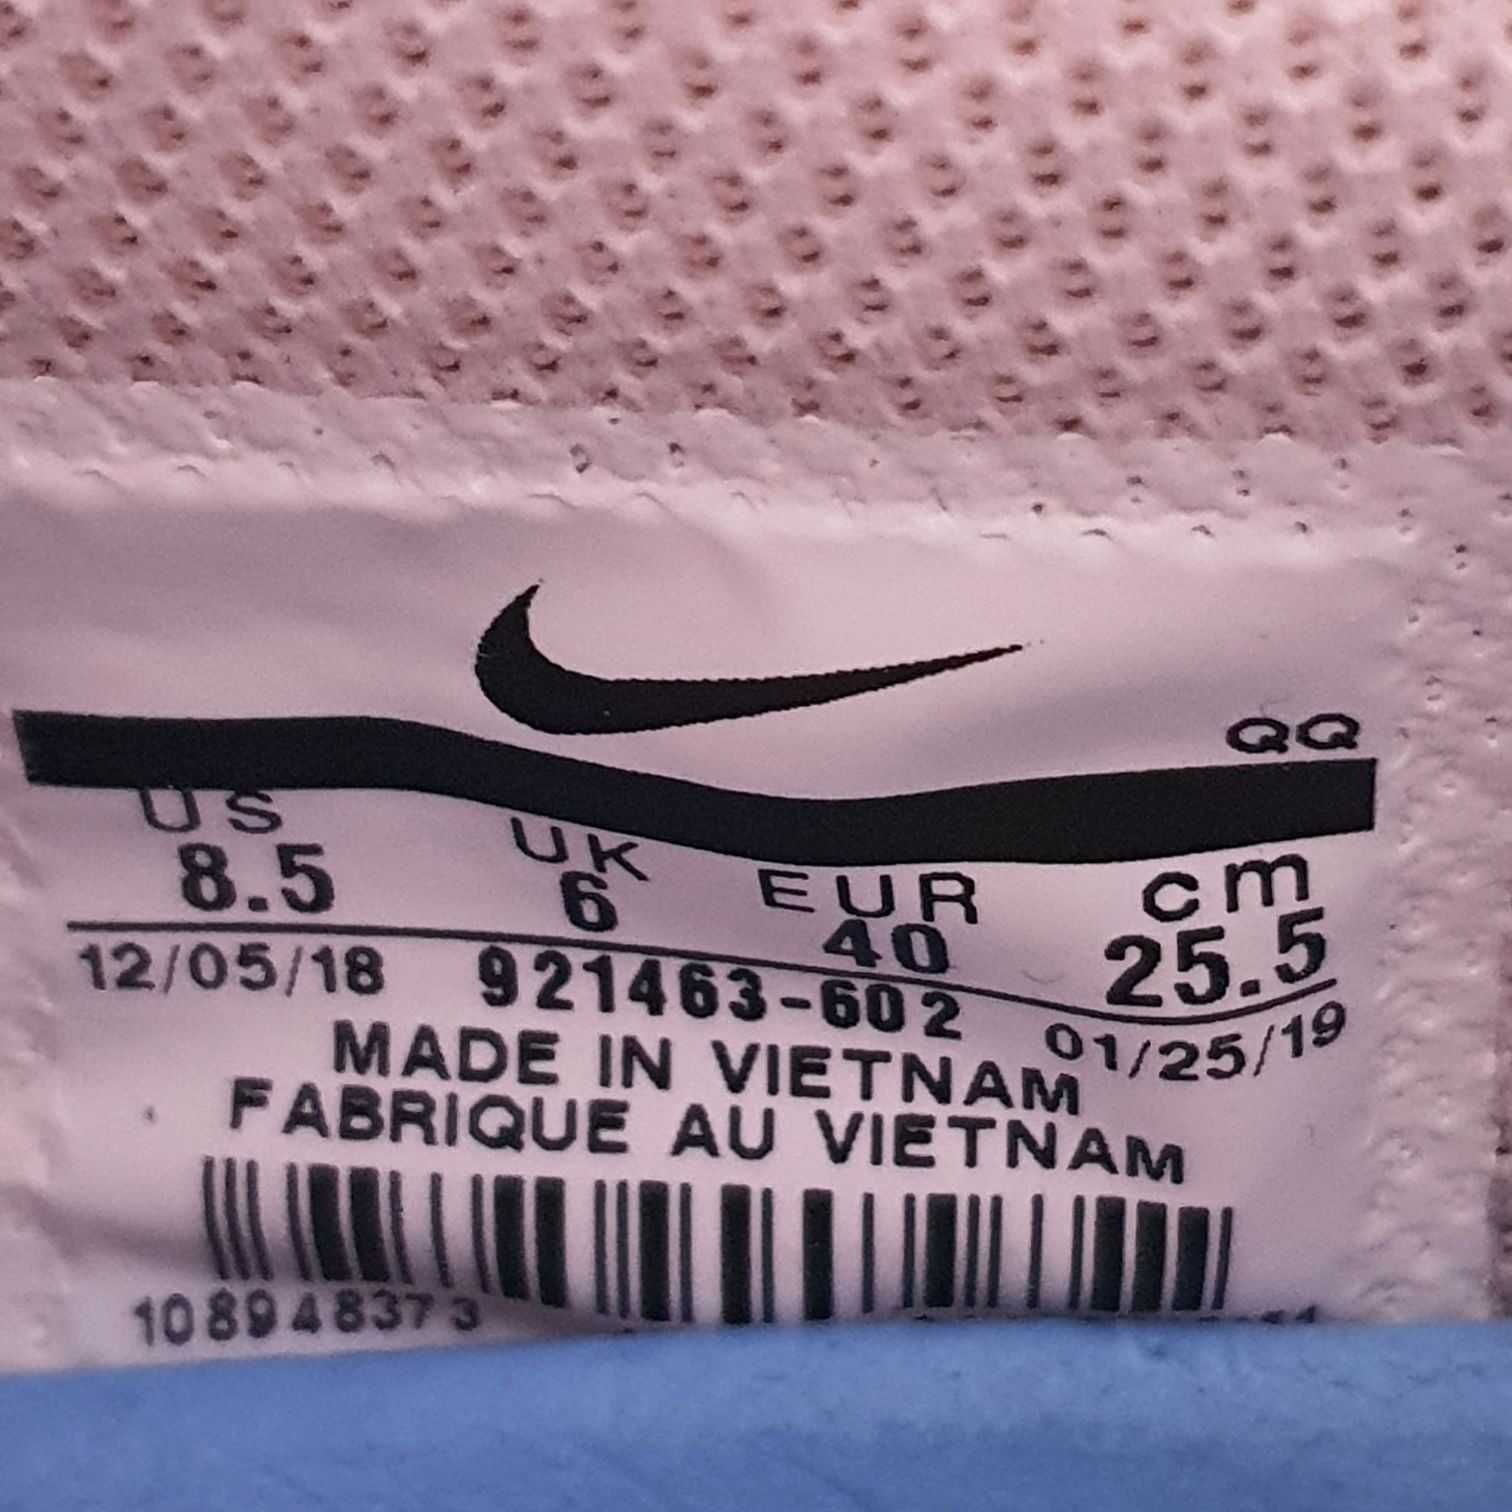 QQ
US UK EUR cm
8.5 6 40 25.5
12/05/18 921463-602 01/25/19
MADE IN VIETNAM
FABRIQUE AU VIETNAM
108948373